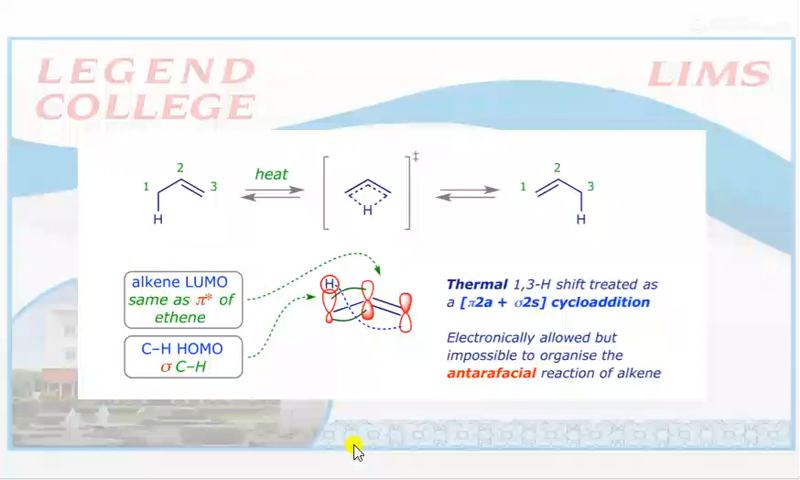 LEGEND
COLLEGE
LIMS
1 2 3
H
heat
H
‡
1 2 3
H
alkene LUMO
same as π* of
ethene
C–H HOMO
σ C–H
H
Thermal 1,3-H shift treated as
a [π2a + σ2s] cycloaddition
Electronically allowed but
impossible to organise the
antarafacial reaction of alkene